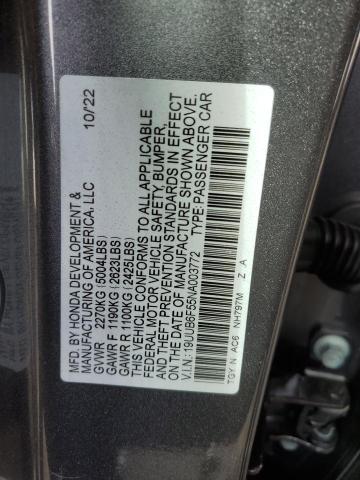 MFD. BY HONDA DEVELOPMENT & 10/22
MANUFACTURING OF AMERICA, LLC
GVWR 2270KG (5004LBS)
GAWR F 1190KG (2623LBS)
GAWR R 1100KG (2425LBS)
THIS VEHICLE CONFORMS TO ALL APPLICABLE
FEDERAL MOTOR VEHICLE SAFETY, BUMPER,
AND THEFT PREVENTION STANDARDS IN EFFECT
ON THE DATE OF MANUFACTURE SHOWN ABOVE.
V.I.N.: 19UUB6F55MA003772 TYPE: PASSENGER CAR
TGY N AC6 NH797M Z A